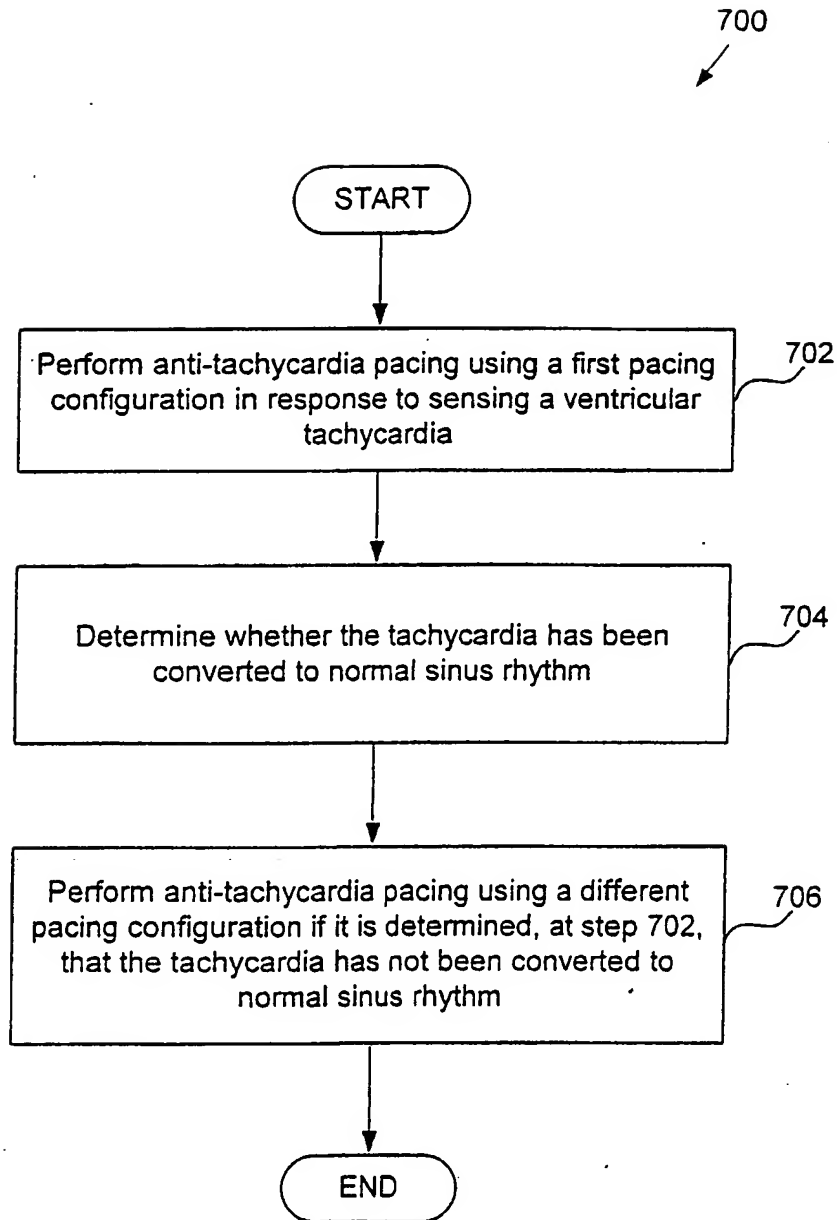 700
START
Perform anti-tachycardia pacing using a first pacing
configuration in response to sensing a ventricular
tachycardia
702
Determine whether the tachycardia has been
converted to normal sinus rhythm
704
Perform anti-tachycardia pacing using a different
pacing configuration if it is determined, at step 702,
that the tachycardia has not been converted to
normal sinus rhythm
706
END